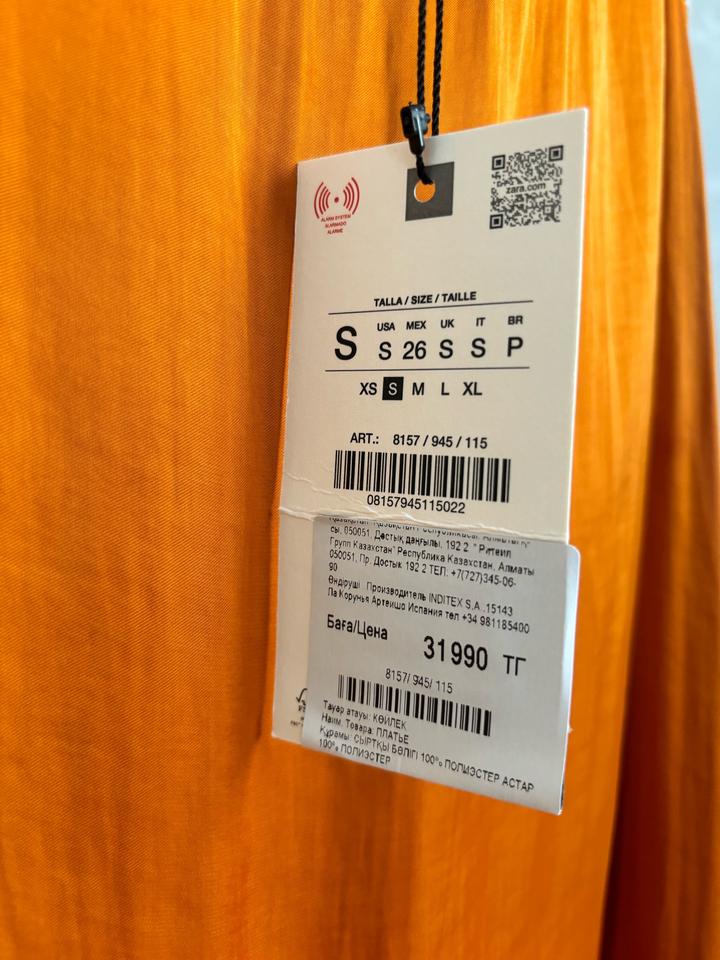 ALARM SYSTEM
ALARMADO
ALARME
zara.com
TALLA / SIZE / TAILLE
USA MEX UK IT BR
S S 26 S S P
XS S M L XL
ART.: 8157 / 945 / 115
08157945115022
сы, 050051, Достық даңғылы, 192 2 " Ритейл
Групп Казахстан" Республика Казахстан, Алматы
050051, Пр. Достык 192 2 ТЕЛ: +7(727)345-06-
90
Өндіруші Производитель INDITEX S,A ,15143
Ла Корунья Артейшо Испания тел +34 981185400
Баға/Цена
31990 ТГ
8157/ 945/ 115
Тауар атауы: КӨЙЛЕК
Наим. Товара: ПЛАТЬЕ
Құрамы: СЫРТҚЫ БӨЛІГІ 100% ПОЛИЭСТЕР АСТАР
100% ПОЛИЭСТЕР